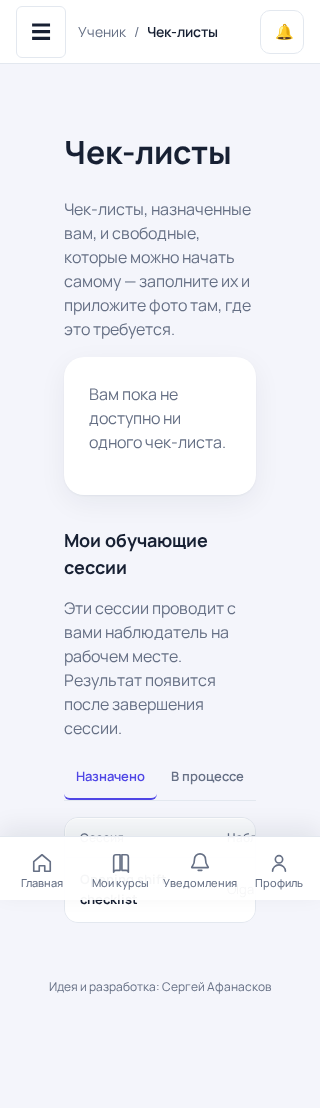 Ученик / Чек-листы
Чек-листы
Чек-листы, назначенные
вам, и свободные,
которые можно начать
самому — заполните их и
приложите фото там, где
это требуется.
Вам пока не
доступно ни
одного чек-листа.
Мои обучающие
сессии
Эти сессии проводит с
вами наблюдатель на
рабочем месте.
Результат появится
после завершения
сессии.
Назначено В процессе
Главная Мои курсы Уведомления Профиль
checklist
Идея и разработка: Сергей Афанасков